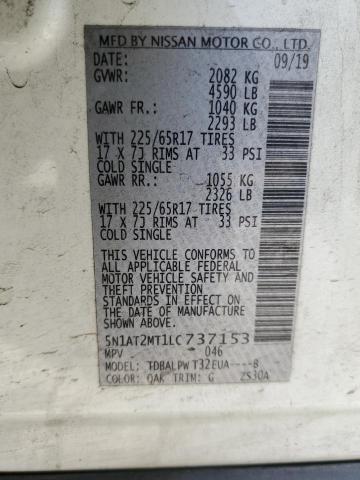 MFD BY NISSAN MOTOR CO., LTD.
DATE: 09/19
GVWR: 2082 KG
4590 LB
GAWR FR.: 1040 KG
2293 LB
WITH 225/65R17 TIRES
17 X 7J RIMS AT 33 PSI
COLD SINGLE
GAWR RR.: 1055 KG
2326 LB
WITH 225/65R17 TIRES
17 X 7J RIMS AT 33 PSI
COLD SINGLE
THIS VEHICLE CONFORMS TO
ALL APPLICABLE FEDERAL
MOTOR VEHICLE SAFETY AND
THEFT PREVENTION
STANDARDS IN EFFECT ON
THE DATE OF MANUFACTURE
SHOWN ABOVE.
5N1AT2MT1LC737153
MPV 046
MODEL: TDBALPWT32EUA----B
COLOR: QAK TRIM: G 2S30A